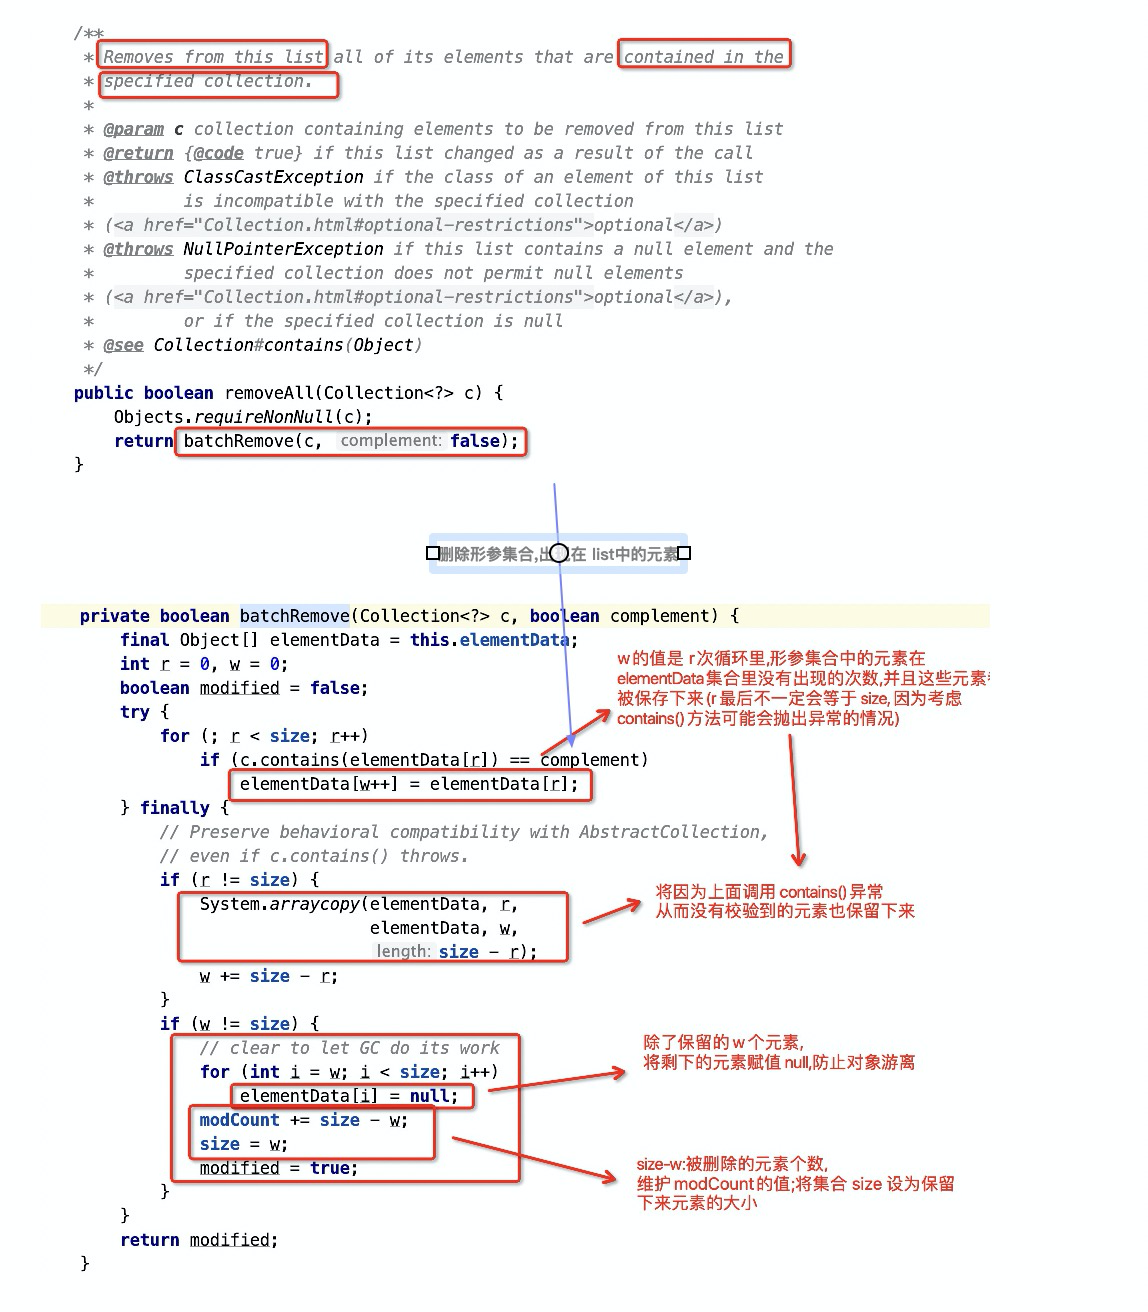 /**
* Removes from this list all of its elements that are contained in the
* specified collection.
*
* @param c collection containing elements to be removed from this list
* @return {@code true} if this list changed as a result of the call
* @throws ClassCastException if the class of an element of this list
* is incompatible with the specified collection
* (<a href="Collection.html#optional-restrictions">optional</a>)
* @throws NullPointerException if this list contains a null element and the
* specified collection does not permit null elements
* (<a href="Collection.html#optional-restrictions">optional</a>),
* or if the specified collection is null
* @see Collection#contains(Object)
*/
public boolean removeAll(Collection<?> c) {
Objects.requireNonNull(c);
return batchRemove(c, complement: false);
}
删除形参集合,出 在 list中的元素
private boolean batchRemove(Collection<?> c, boolean complement) {
final Object[] elementData = this.elementData;
int r = 0, w = 0;
boolean modified = false;
try {
for (; r < size; r++)
if (c.contains(elementData[r]) == complement)
elementData[w++] = elementData[r];
w的值是 r次循环里,形参集合中的元素在
elementData集合里没有出现的次数,并且这些元素
被保存下来(r 最后不一定会等于 size, 因为考虑
contains() 方法可能会抛出异常的情况)
} finally {
// Preserve behavioral compatibility with AbstractCollection,
// even if c.contains() throws.
if (r != size) {
System.arraycopy(elementData, r,
elementData, w,
length: size - r);
w += size - r;
}
将因为上面调用 contains() 异常
从而没有校验到的元素也保留下来
if (w != size) {
// clear to let GC do its work
for (int i = w; i < size; i++)
elementData[i] = null;
modCount += size - w;
size = w;
modified = true;
}
除了保留的 w 个元素,
将剩下的元素赋值 null,防止对象游离
size-w:被删除的元素个数,
维护 modCount 的值;将集合 size 设为保留
下来元素的大小
}
return modified;
}